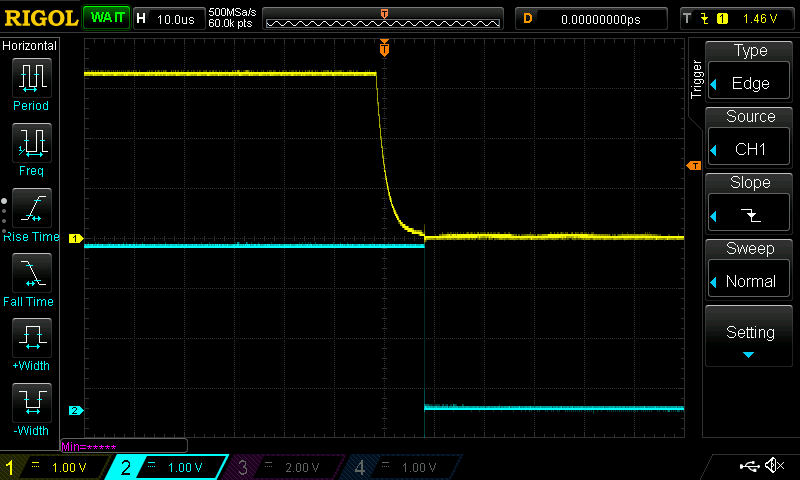 RIGOL WAIT H 10.0us 500MSa/s 60.0k pts T D 0.00000000ps T 1 1.46 V
Horizontal
Period
Freq
Rise Time
Fall Time
+Width
-Width
T
1
2
T
Min=*****
Trigger
Type
Edge
Source
CH1
Slope
Sweep
Normal
Setting
1 1.00 V 2 1.00 V 3 2.00 V 4 1.00 V